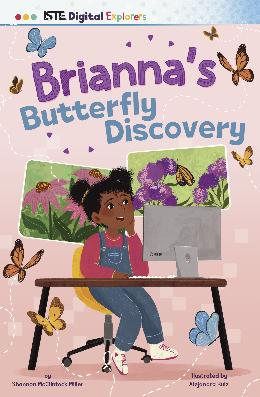 ISTE Digital Explorers
Brianna's
Butterfly
Discovery
by
Shannon McClintock Miller
illustrated by
Alejandra Ruiz